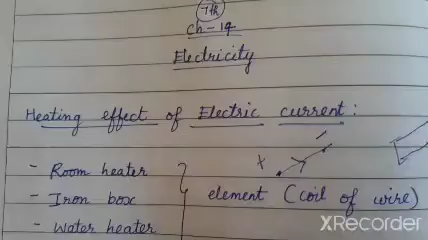 7th
Ch - 14
Electricity
Heating effect of Electric current :
- Room heater
- Iron box
- Water heater
element (coil of wire)
XRecorder